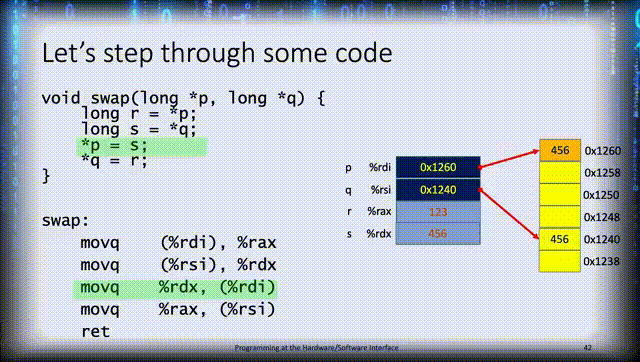 Let's step through some code
void swap(long *p, long *q) {
long r = *p;
long s = *q;
*p = s;
*q = r;
}
swap:
movq (%rdi), %rax
movq (%rsi), %rdx
movq %rdx, (%rdi)
movq %rax, (%rsi)
ret
p %rdi 0x1260
q %rsi 0x1240
r %rax 123
s %rdx 456
456 0x1260
0x1258
0x1250
0x1248
456 0x1240
0x1238
Programming at the Hardware/Software Interface
42